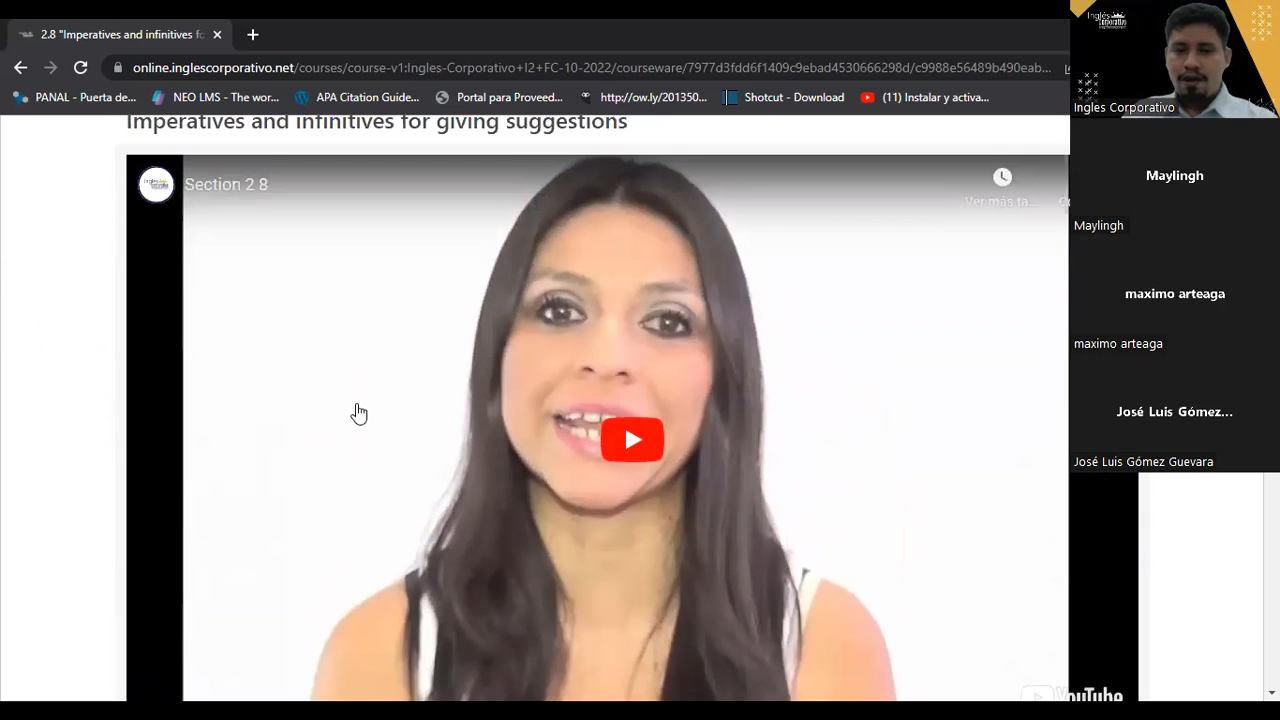 2.8 "Imperatives and infinitives fo
online.inglescorporativo.net/courses/course-v1:Ingles-Corporativo+I2+FC-10-2022/courseware/7977d3fdd6f1409c9ebad4530666298d/c9988e56489b490eab...
PANAL - Puerta de...
NEO LMS - The wor...
APA Citation
Portal para Proveed...
http://ow.ly/201350...
Shotcut - Download
(11) Instalar y activa...
Imperatives and infinitives for giving suggestions
Section 2 8
Ver más ta...
YouTube
Inglés
Corporativo
Ingles Corporativo
Maylingh
Maylingh
maximo arteaga
maximo arteaga
José Luis Gómez...
José Luis Gómez Guevara